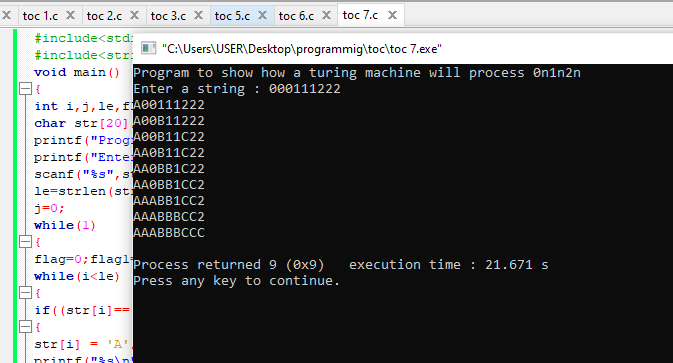 toc 1.c toc 2.c toc 3.c toc 5.c toc 6.c toc 7.c
#include<std
#include<str
void main()
{
int i,j,le,f
char str[20]
printf("Prog
printf("Ente
scanf("%s",s
le=strlen(st
j=0;
while(1)
{
flag=0;flag1=
while(i<le)
{
if((str[i]==
{
str[i] = 'A'
printf("%s\n"
"C:\Users\USER\Desktop\programmig\toc\toc 7.exe"
Program to show how a turing machine will process 0n1n2n
Enter a string : 000111222
A00111222
A00B11222
A00B11C22
AA0B11C22
AA0BB1C22
AA0BB1CC2
AAABB1CC2
AAABBBCC2
AAABBBCCC
Process returned 9 (0x9) execution time : 21.671 s
Press any key to continue.